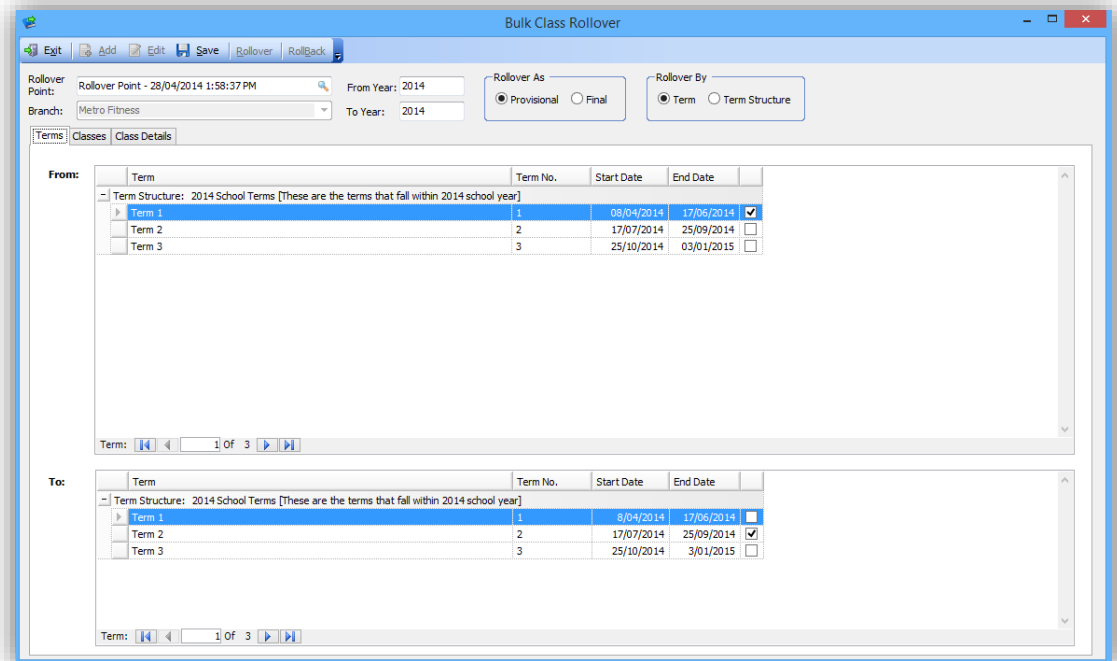 Bulk Class Rollover
Exit Add Edit Save Rollover RollBack
Rollover Point: Rollover Point - 28/04/2014 1:58:37 PM From Year: 2014 Rollover As Provisional Final Rollover By Term Term Structure
Branch: Metro Fitness To Year: 2014
Terms Classes Class Details
From:
Term Term No. Start Date End Date
Term Structure: 2014 School Terms [These are the terms that fall within 2014 school year]
Term 1 1 08/04/2014 17/06/2014
Term 2 2 17/07/2014 25/09/2014
Term 3 3 25/10/2014 03/01/2015
Term: 1 Of 3
To:
Term Term No. Start Date End Date
Term Structure: 2014 School Terms [These are the terms that fall within 2014 school year]
Term 1 1 8/04/2014 17/06/2014
Term 2 2 17/07/2014 25/09/2014
Term 3 3 25/10/2014 3/01/2015
Term: 1 Of 3